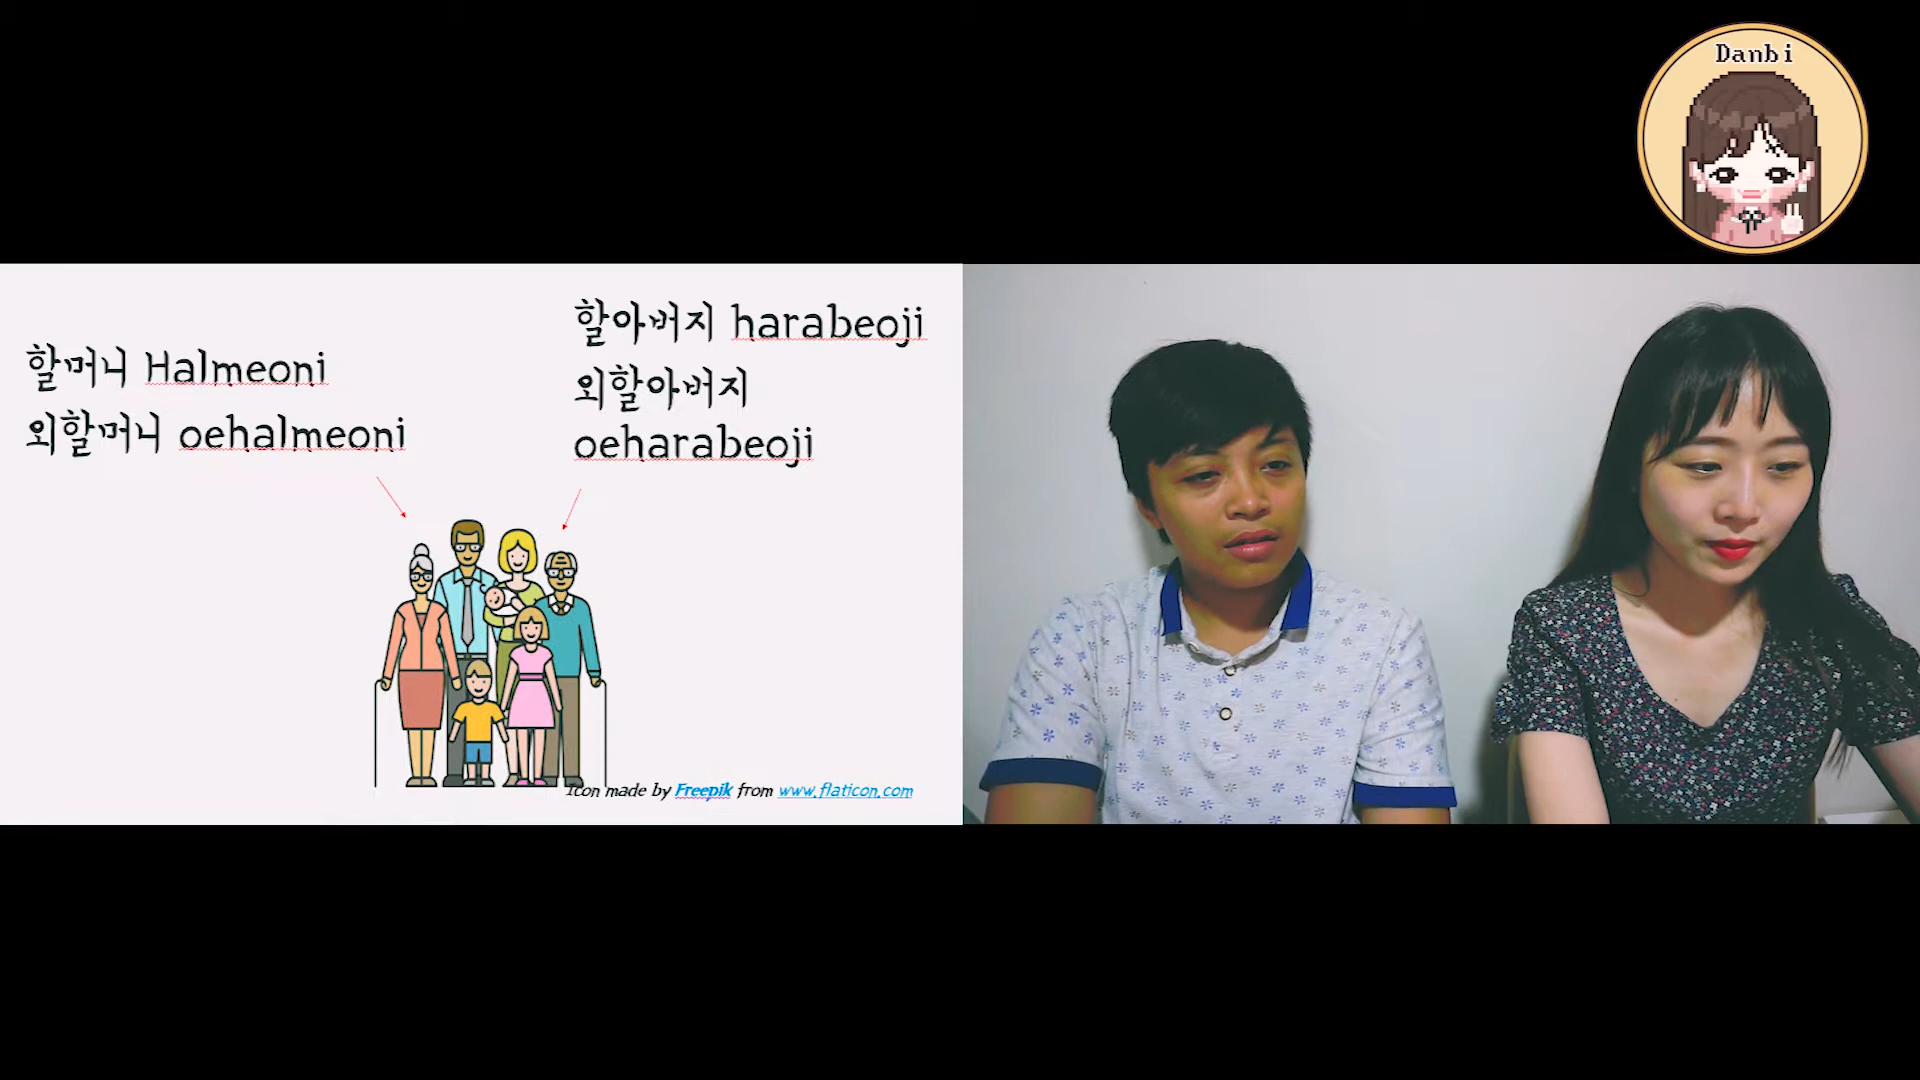 Danbi
할머니 Halmeoni
외할머니 oehalmeoni
할아버지 harabeoji
외할아버지
oeharabeoji
Icon made by Freepik from www.flaticon.com